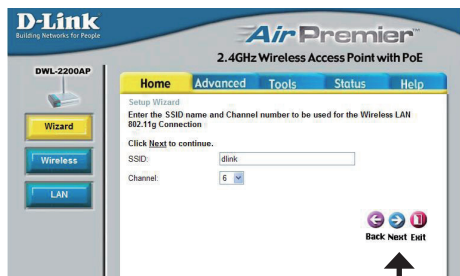 D-Link
Building Networks for People
AirPremier™
2.4GHz Wireless Access Point with PoE
DWL-2200AP
Home Advanced Tools Status Help
Wizard
Wireless
LAN
Setup Wizard
Enter the SSID name and Channel number to be used for the Wireless LAN
802.11g Connection
Click Next to continue.
SSID: dlink
Channel: 6
Back Next Exit